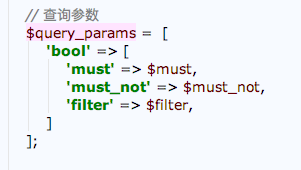 // 查询参数
$query_params = [
    'bool' => [
        'must' => $must,
        'must_not' => $must_not,
        'filter' => $filter,
    ]
];